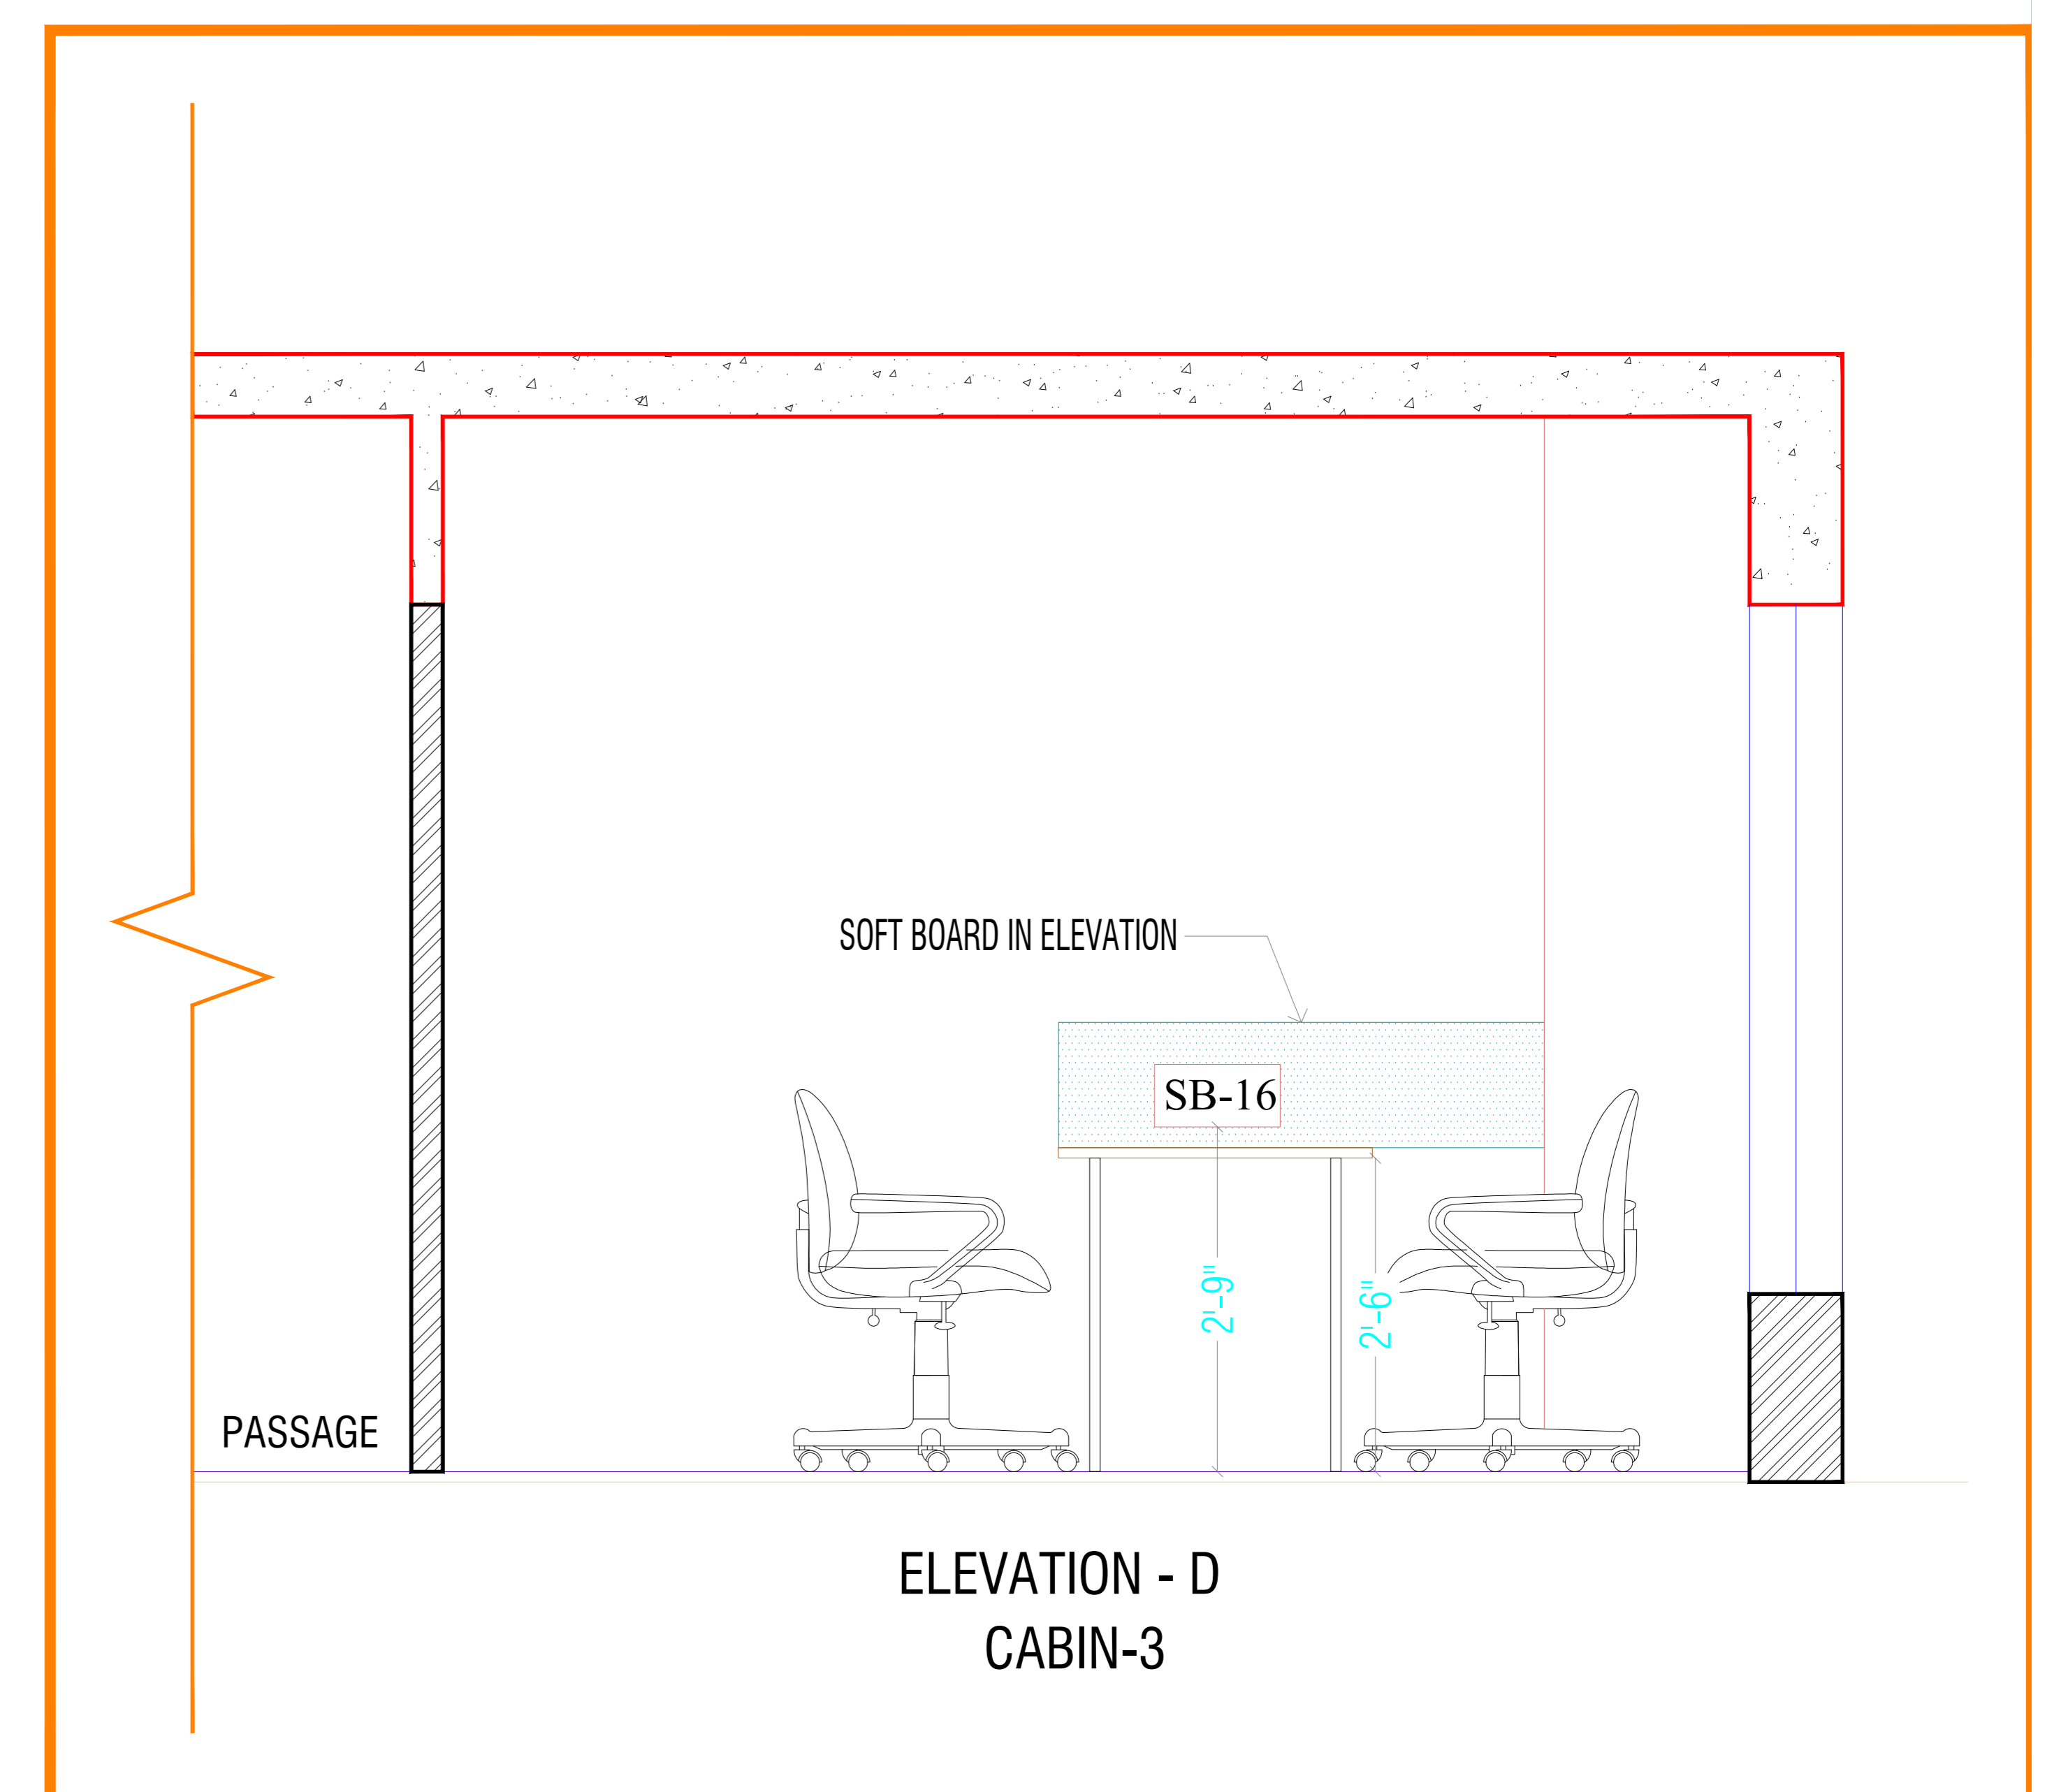 SOFT BOARD IN ELEVATION
SB-16
2'-9"
2'-6"
PASSAGE
ELEVATION - D
CABIN-3